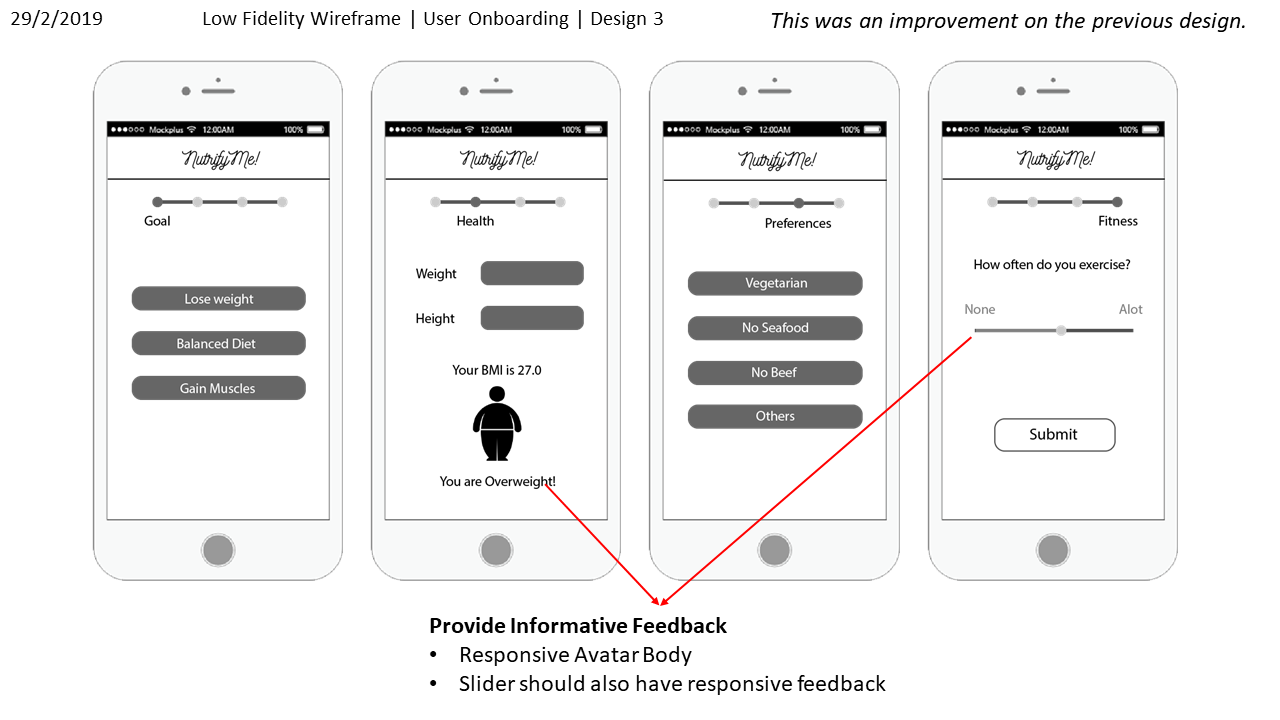 29/2/2019
Low Fidelity Wireframe | User Onboarding | Design 3
This was an improvement on the previous design.
Mockplus 12:00AM 100%
NutrifyMe!
Goal
Lose weight
Balanced Diet
Gain Muscles
Mockplus 12:00AM 100%
NutrifyMe!
Health
Weight
Height
Your BMI is 27.0
You are Overweight!
Mockplus 12:00AM 100%
NutrifyMe!
Preferences
Vegetarian
No Seafood
No Beef
Others
Mockplus 12:00AM 100%
NutrifyMe!
Fitness
How often do you exercise?
None Alot
Submit
Provide Informative Feedback
• Responsive Avatar Body
• Slider should also have responsive feedback